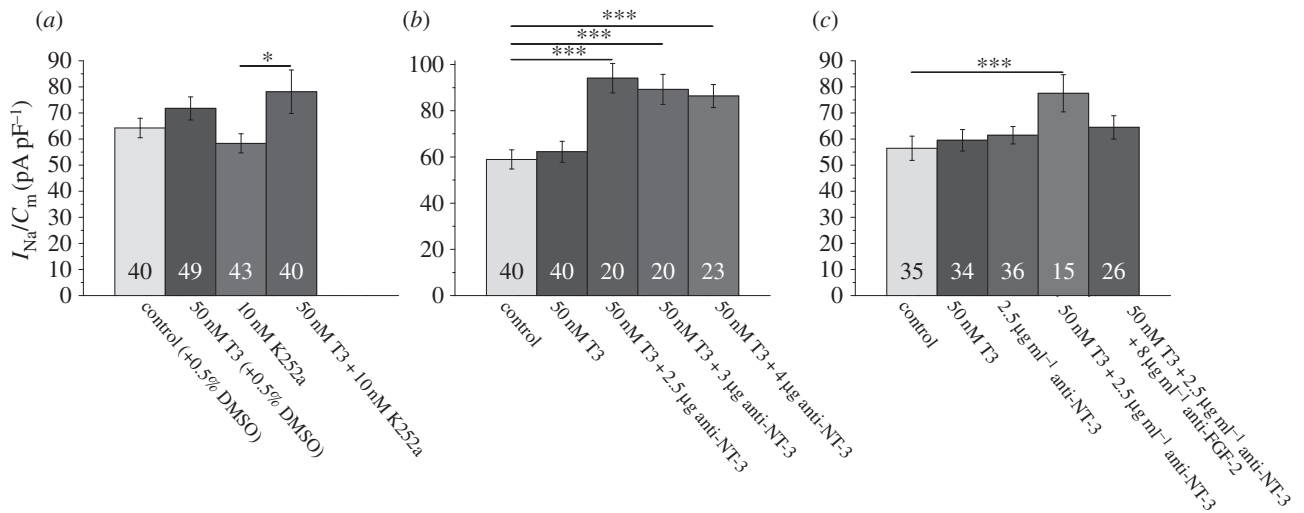 (a)
(b)
(c)
I_Na/C_m (pA pF⁻¹)
90
80
70
60
50
40
30
20
10
0
*
40
49
43
40
control (+0.5% DMSO)
50 nM T3 (+0.5% DMSO)
10 nM K252a
50 nM T3 + 10 nM K252a
100
80
60
40
20
0
***
***
***
40
40
20
20
23
control
50 nM T3
50 nM T3 + 2.5 µg anti-NT-3
50 nM T3 + 3 µg anti-NT-3
50 nM T3 + 4 µg anti-NT-3
90
80
70
60
50
40
30
20
10
0
***
35
34
36
15
26
control
50 nM T3
2.5 µg ml⁻¹ anti-NT-3
50 nM T3 + 2.5 µg ml⁻¹ anti-NT-3
50 nM T3 + 2.5 µg ml⁻¹ anti-NT-3
+ 8 µg ml⁻¹ anti-FGF-2